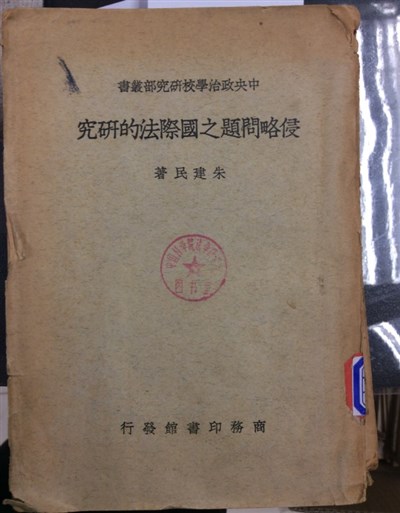 中央政治學校研究部叢書
侵略問題之國際法的研究
朱建民著
商務印書館發行